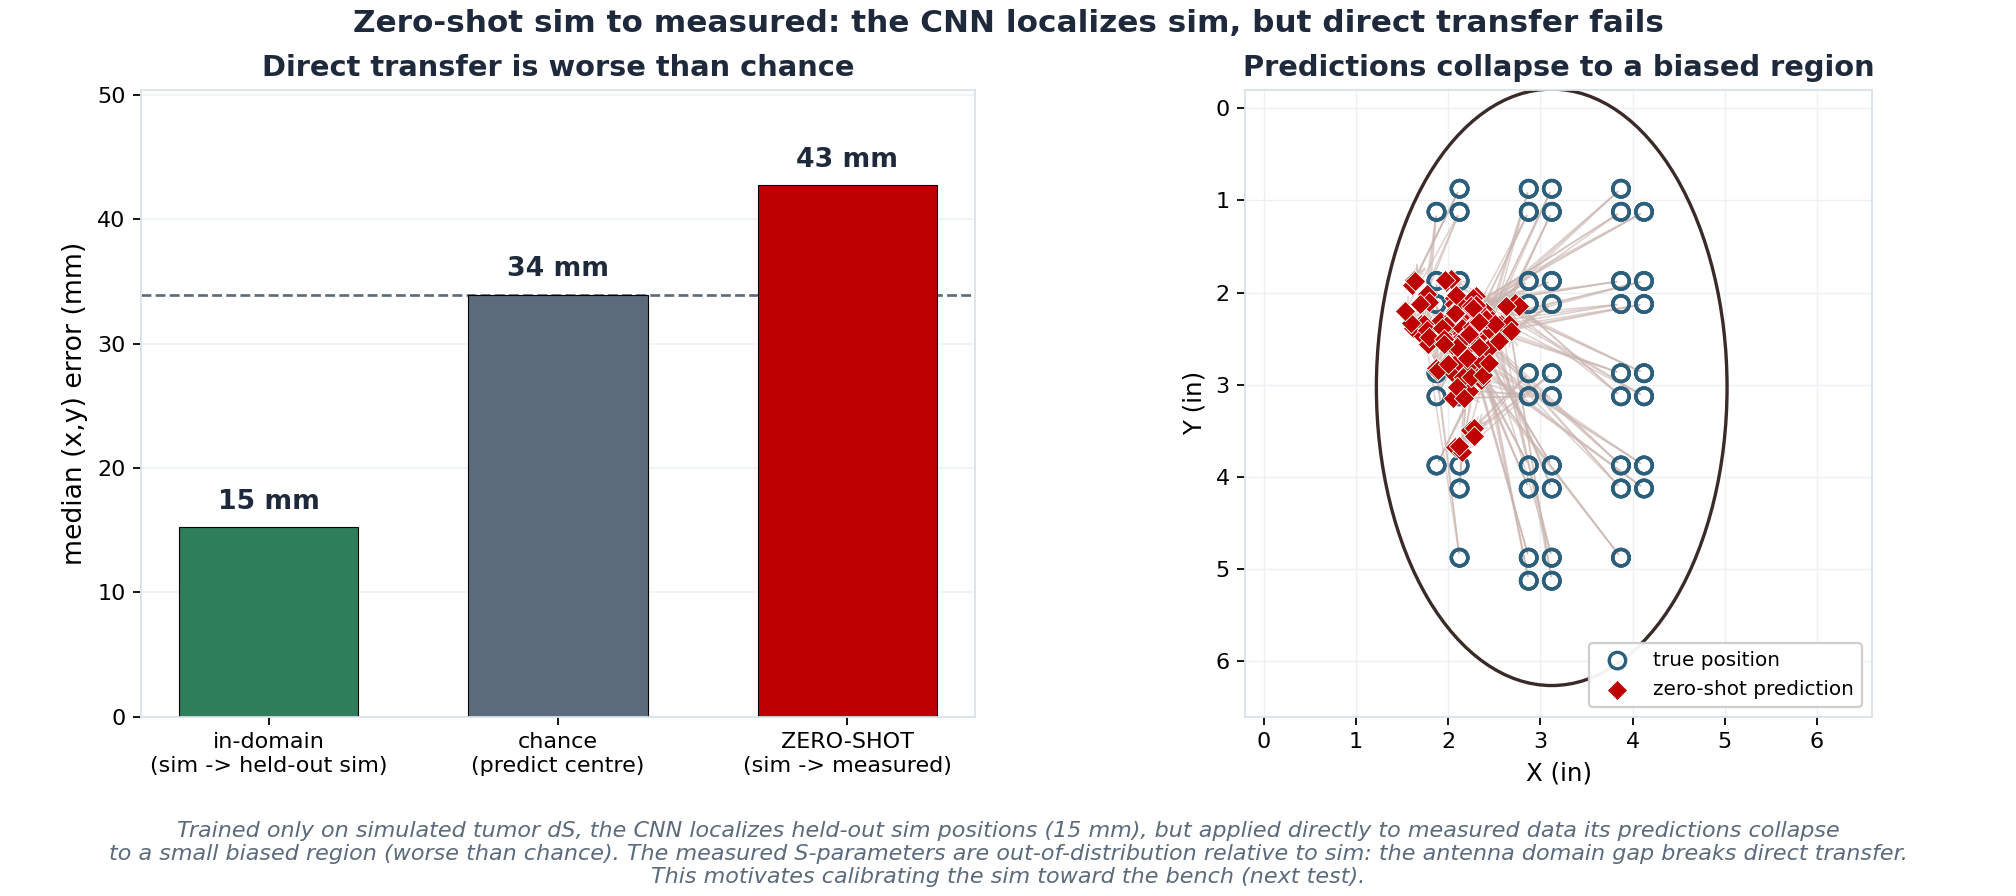 Zero-shot sim to measured: the CNN localizes sim, but direct transfer fails
Direct transfer is worse than chance
50
40
30
20
10
0
median (x,y) error (mm)
15 mm
34 mm
43 mm
in-domain
(sim -> held-out sim)
chance
(predict centre)
ZERO-SHOT
(sim -> measured)
Predictions collapse to a biased region
0
1
2
3
4
5
6
Y (in)
true position
zero-shot prediction
0
1
2
3
4
5
6
X (in)
Trained only on simulated tumor dS, the CNN localizes held-out sim positions (15 mm), but applied directly to measured data its predictions collapse
to a small biased region (worse than chance). The measured S-parameters are out-of-distribution relative to sim: the antenna domain gap breaks direct transfer.
This motivates calibrating the sim toward the bench (next test).